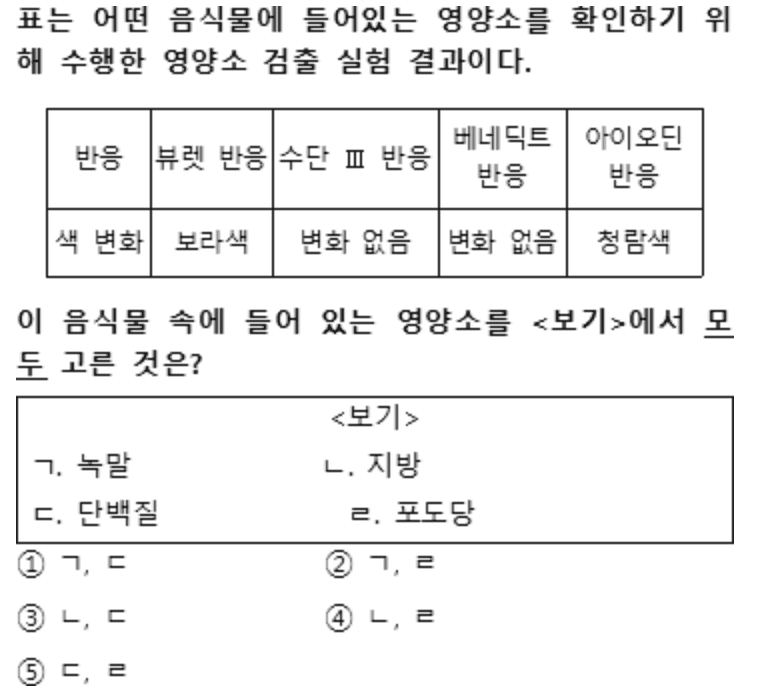 표는 어떤 음식물에 들어있는 영양소를 확인하기 위
해 수행한 영양소 검출 실험 결과이다.
반응 뷰렛 반응 수단 Ⅲ 반응 베네딕트 반응 아이오딘 반응
색 변화 보라색 변화 없음 변화 없음 청람색
이 음식물 속에 들어 있는 영양소를 <보기>에서 모
두 고른 것은?
<보기>
ㄱ. 녹말 ㄴ. 지방
ㄷ. 단백질 ㄹ. 포도당
① ㄱ, ㄷ ② ㄱ, ㄹ
③ ㄴ, ㄷ ④ ㄴ, ㄹ
⑤ ㄷ, ㄹ